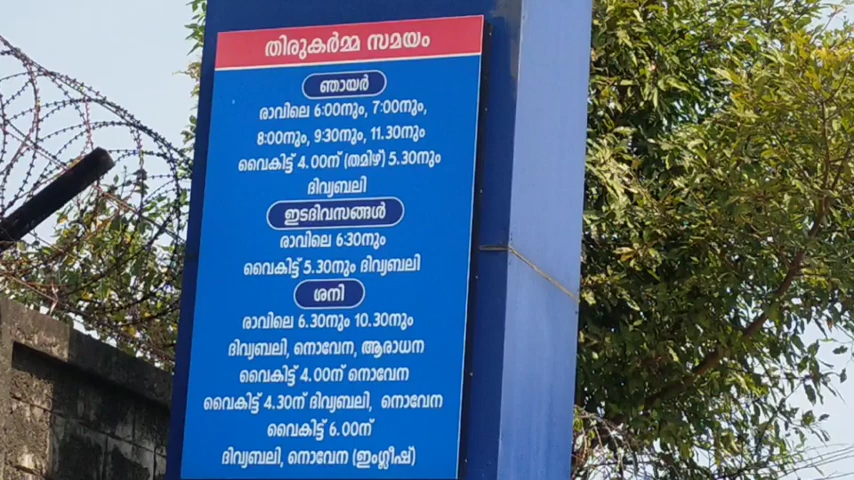 തിരുകർമ്മ സമയം
ഞായർ
രാവിലെ 6:00നും, 7:00നും,
8:00നും, 9:30നും, 11.30നും
വൈകിട്ട് 4.00ന് (തമിഴ്) 5.30നും
ദിവ്യബലി
ഇടദിവസങ്ങൾ
രാവിലെ 6:30നും
വൈകിട്ട് 5.30നും ദിവ്യബലി
ശനി
രാവിലെ 6.30നും 10.30നും
ദിവ്യബലി, നൊവേന, ആരാധന
വൈകിട്ട് 4.00ന് നൊവേന
വൈകിട്ട് 4.30ന് ദിവ്യബലി, നൊവേന
വൈകിട്ട് 6.00ന്
ദിവ്യബലി, നൊവേന (ഇംഗ്ലീഷ്)